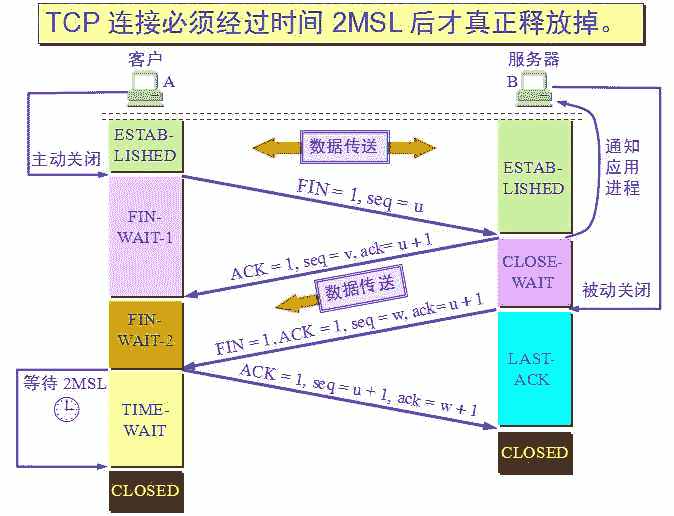 TCP 连接必须经过时间 2MSL 后才真正释放掉。
客户
服务器
A
B
ESTAB-
LISHED
数据传送
主动关闭
ESTAB-
LISHED
通知
应用
进程
FIN = 1, seq = u
FIN-
WAIT-1
ACK = 1, seq = v, ack= u + 1
CLOSE-
WAIT
数据传送
被动关闭
FIN-
WAIT-2
FIN = 1, ACK = 1, seq = w, ack= u + 1
LAST-
ACK
等待 2MSL
ACK = 1, seq = u + 1, ack = w + 1
TIME-
WAIT
CLOSED
CLOSED